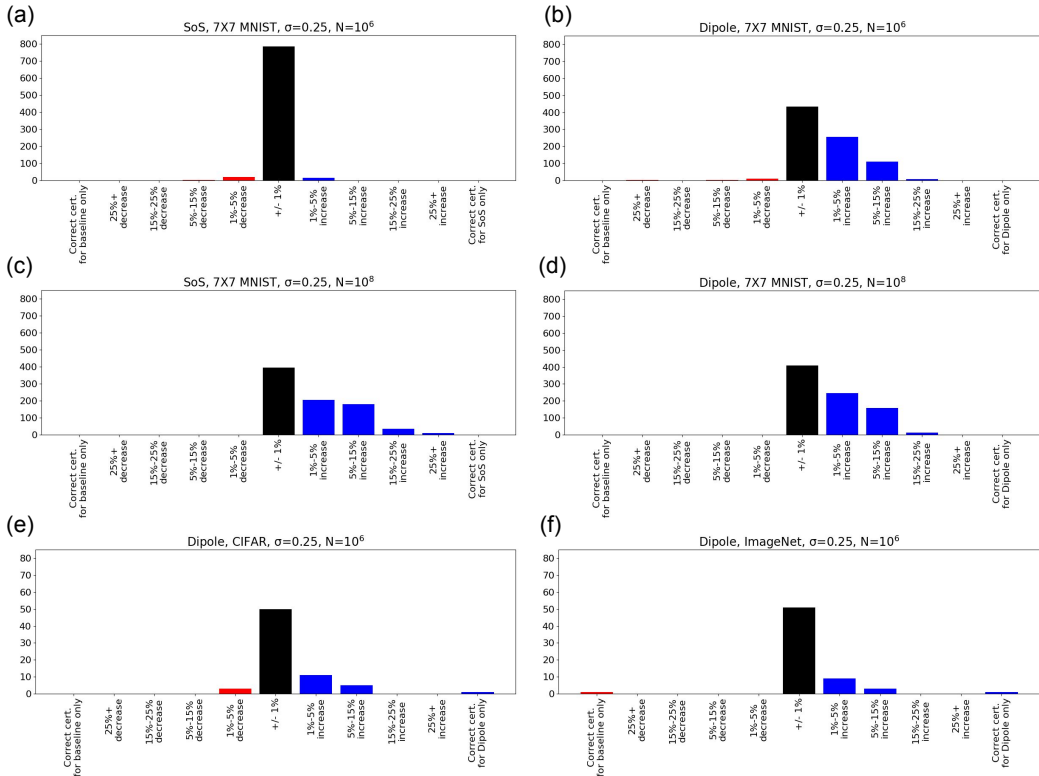 (a)
SoS, 7X7 MNIST, σ=0.25, N=10⁶
800
700
600
500
400
300
200
100
0
Correct cert.
for baseline only
25%+
decrease
15%-25%
decrease
5%-15%
decrease
1%-5%
decrease
+/- 1%
1%-5%
increase
5%-15%
increase
15%-25%
increase
25%+
increase
Correct cert.
for SoS only
(b)
Dipole, 7X7 MNIST, σ=0.25, N=10⁶
800
700
600
500
400
300
200
100
0
Correct cert.
for baseline only
25%+
decrease
15%-25%
decrease
5%-15%
decrease
1%-5%
decrease
+/- 1%
1%-5%
increase
5%-15%
increase
15%-25%
increase
25%+
increase
Correct cert.
for Dipole only
(c)
SoS, 7X7 MNIST, σ=0.25, N=10⁸
800
700
600
500
400
300
200
100
0
Correct cert.
for baseline only
25%+
decrease
15%-25%
decrease
5%-15%
decrease
1%-5%
decrease
+/- 1%
1%-5%
increase
5%-15%
increase
15%-25%
increase
25%+
increase
Correct cert.
for SoS only
(d)
Dipole, 7X7 MNIST, σ=0.25, N=10⁸
800
700
600
500
400
300
200
100
0
Correct cert.
for baseline only
25%+
decrease
15%-25%
decrease
5%-15%
decrease
1%-5%
decrease
+/- 1%
1%-5%
increase
5%-15%
increase
15%-25%
increase
25%+
increase
Correct cert.
for Dipole only
(e)
Dipole, CIFAR, σ=0.25, N=10⁶
80
70
60
50
40
30
20
10
0
Correct cert.
for baseline only
25%+
decrease
15%-25%
decrease
5%-15%
decrease
1%-5%
decrease
+/- 1%
1%-5%
increase
5%-15%
increase
15%-25%
increase
25%+
increase
Correct cert.
for Dipole only
(f)
Dipole, ImageNet, σ=0.25, N=10⁶
80
70
60
50
40
30
20
10
0
Correct cert.
for baseline only
25%+
decrease
15%-25%
decrease
5%-15%
decrease
1%-5%
decrease
+/- 1%
1%-5%
increase
5%-15%
increase
15%-25%
increase
25%+
increase
Correct cert.
for Dipole only